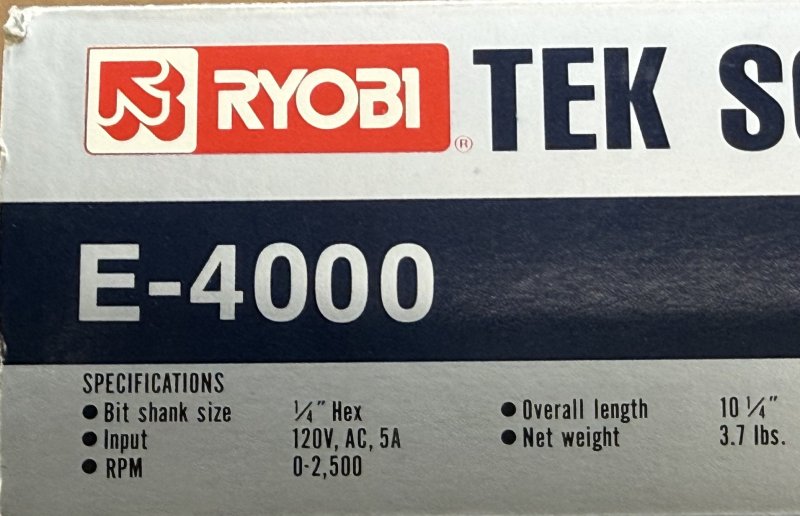 RYOBI ® TEK
E-4000
SPECIFICATIONS
● Bit shank size 1/4" Hex ● Overall length 10 1/4"
● Input 120V, AC, 5A ● Net weight 3.7 lbs.
● RPM 0-2,500